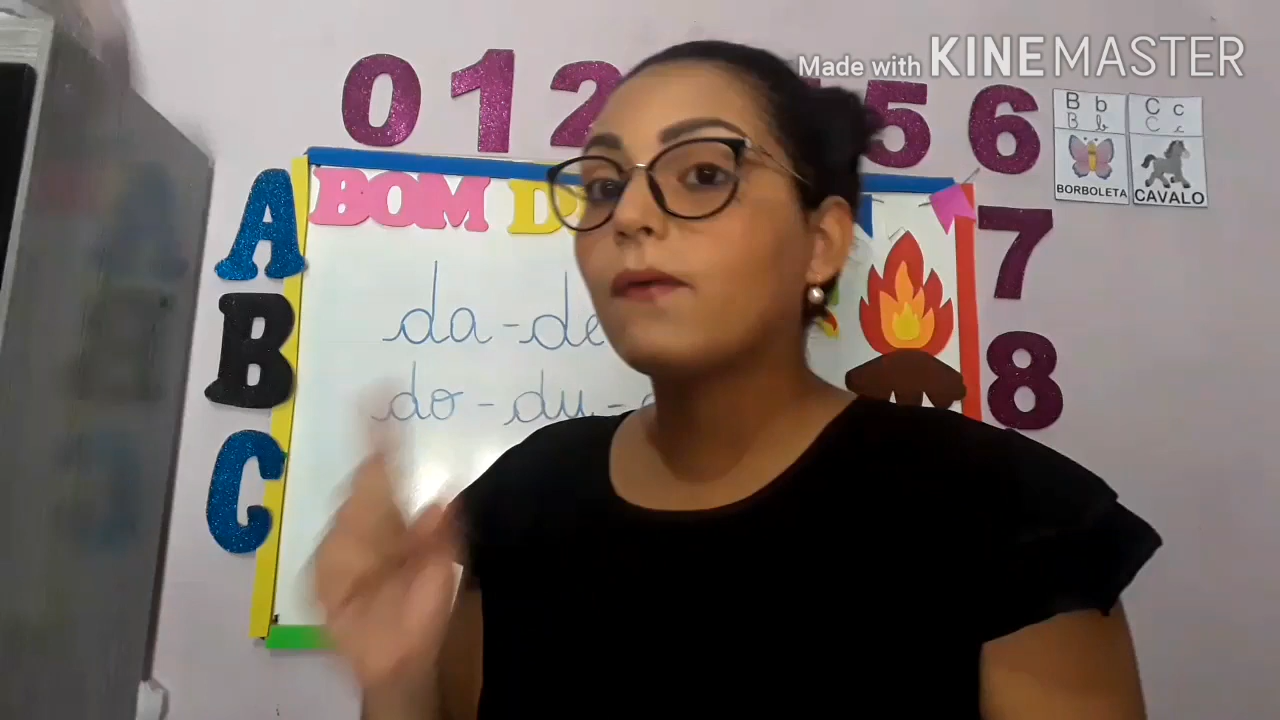 Made with KINEMASTER
0 1 2 5 6
7
8
A
B
C
BOM D
da - de
do - du -
B b
B b
BORBOLETA
C c
C c
CAVALO